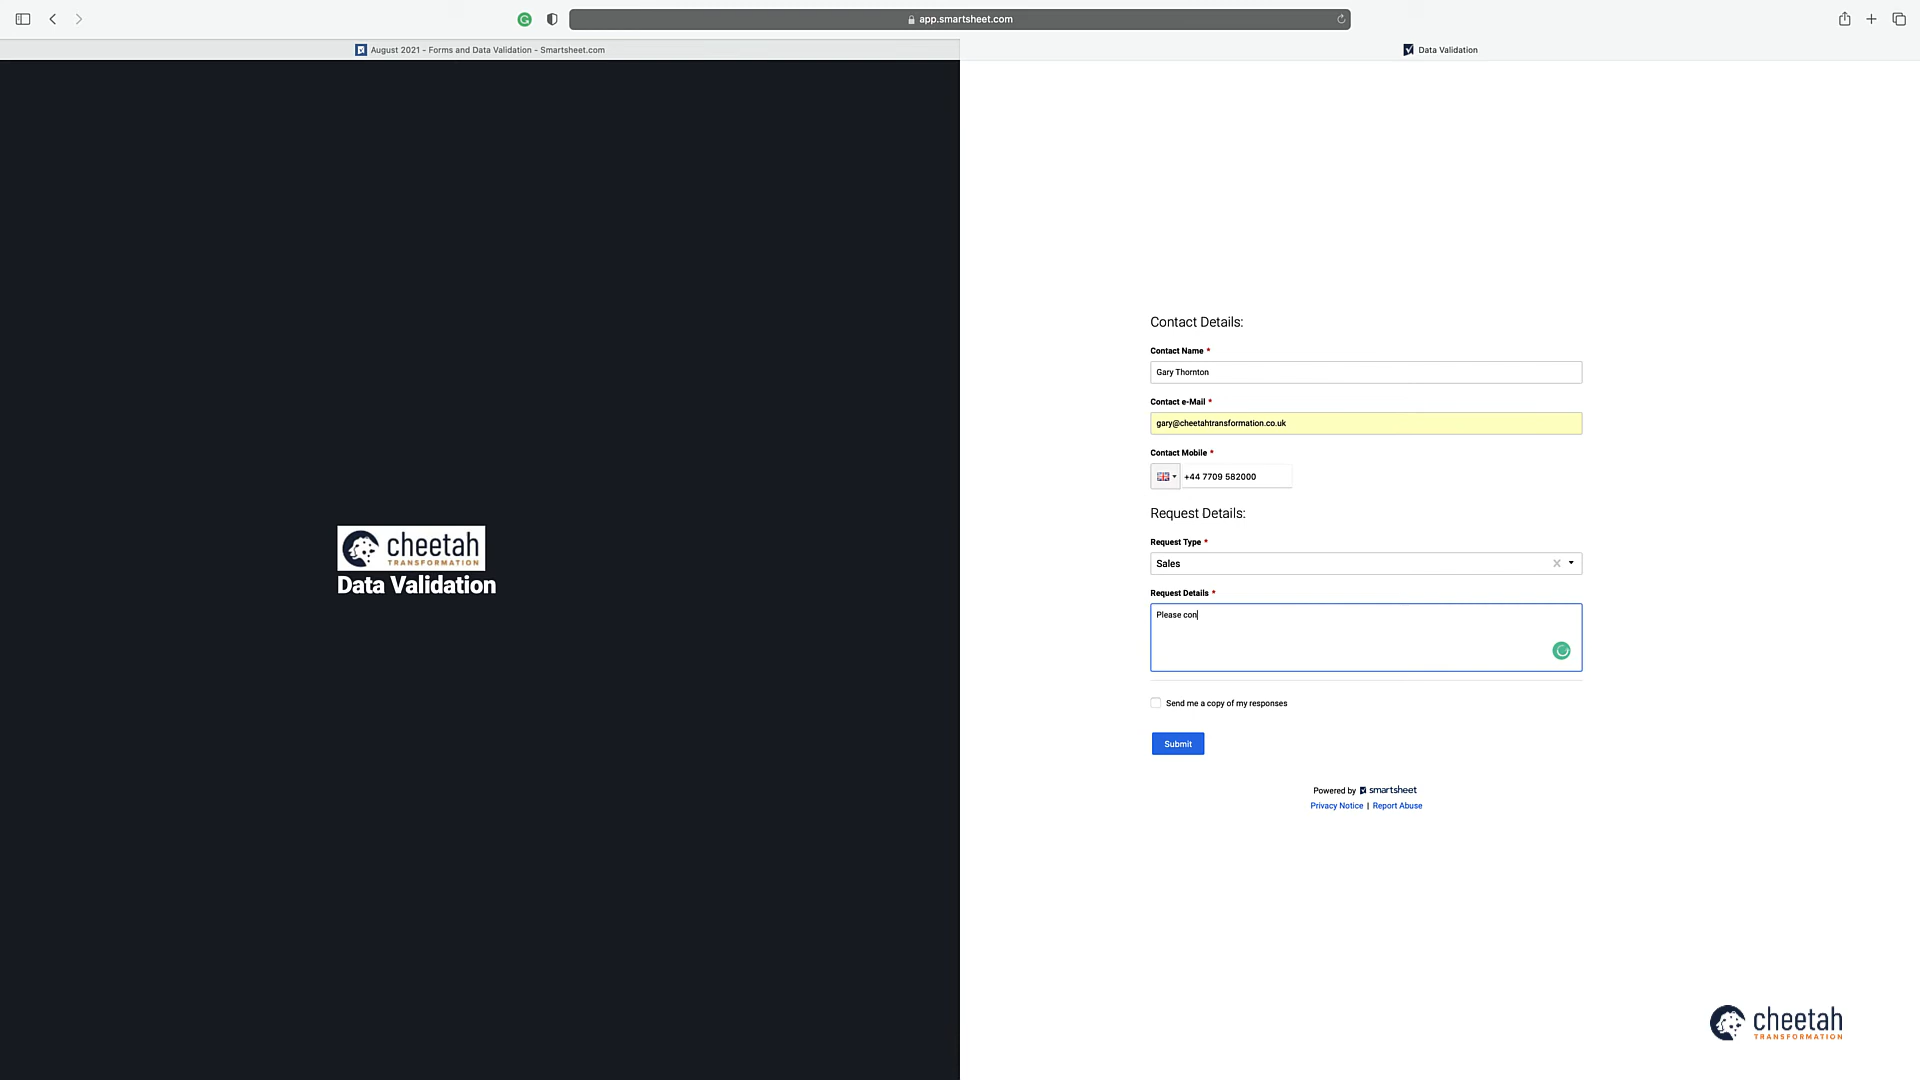 app.smartsheet.com
August 2021 - Forms and Data Validation - Smartsheet.com
Data Validation
cheetah
TRANSFORMATION
Data Validation
Contact Details:
Contact Name *
Gary Thornton
Contact e-Mail *
gary@cheetahtransformation.co.uk
Contact Mobile *
+44 7709 582000
Request Details:
Request Type *
Sales
Request Details *
Please con
Send me a copy of my responses
Submit
Powered by smartsheet
Privacy Notice | Report Abuse
cheetah
TRANSFORMATION